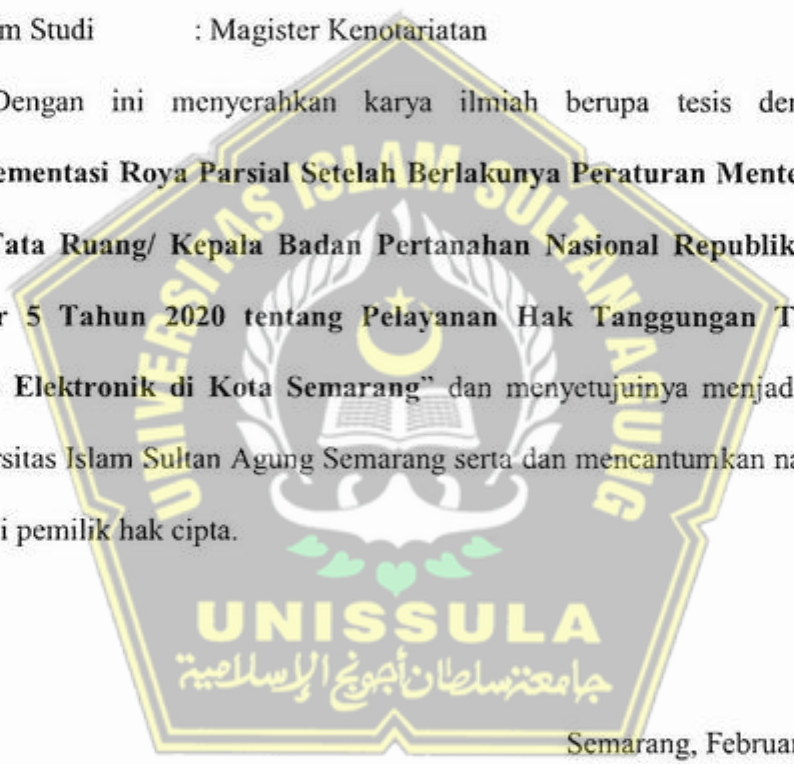 m Studi : Magister Kenotariatan
Dengan ini menyerahkan karya ilmiah berupa tesis der
ementasi Roya Parsial Setelah Berlakunya Peraturan Mente
Tata Ruang/ Kepala Badan Pertanahan Nasional Republik
r 5 Tahun 2020 tentang Pelayanan Hak Tanggungan T
Elektronik di Kota Semarang” dan menyetujuinya menjad
rsitas Islam Sultan Agung Semarang serta dan mencantumkan na
i pemilik hak cipta.
UNIVERSITAS ISLAM SULTAN AGUNG
UNISSULA
جامعة سلطان أجونج الإسلامية
Semarang, Februar